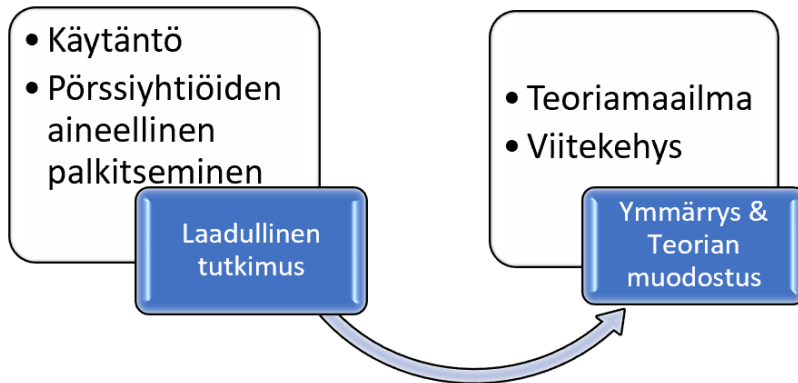 • Käytäntö
• Pörssiyhtiöiden
aineellinen
palkitseminen
Laadullinen
tutkimus
• Teoriamaailma
• Viitekehys
Ymmärrys &
Teorian
muodostus